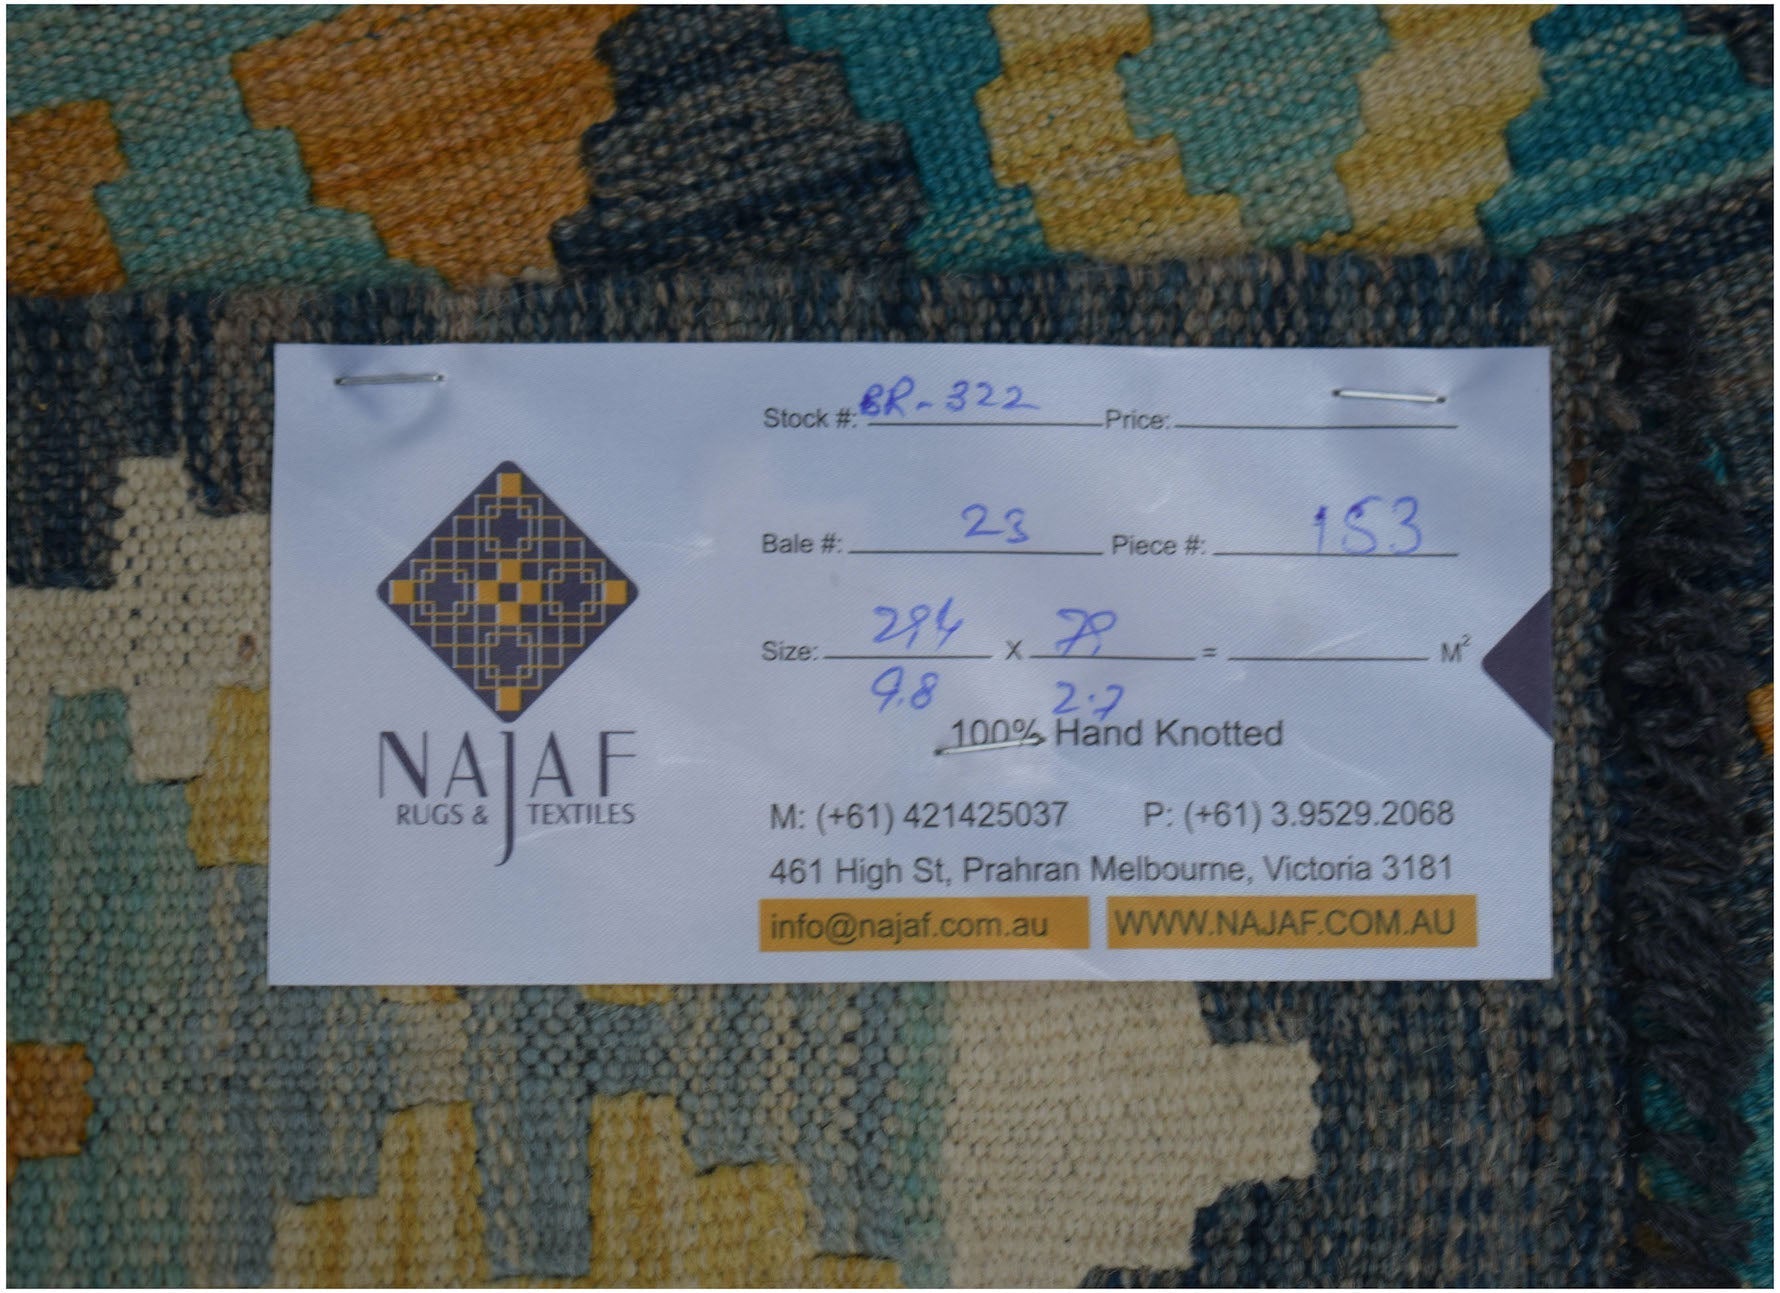 Stock #: BR-322 Price:
Bale #: 23 Piece #: 153
Size: 294 X 79 = M²
9.8 2.7
100% Hand Knotted
NAJAF
RUGS & TEXTILES
M: (+61) 421425037 P: (+61) 3.9529.2068
461 High St, Prahran Melbourne, Victoria 3181
info@najaf.com.au WWW.NAJAF.COM.AU